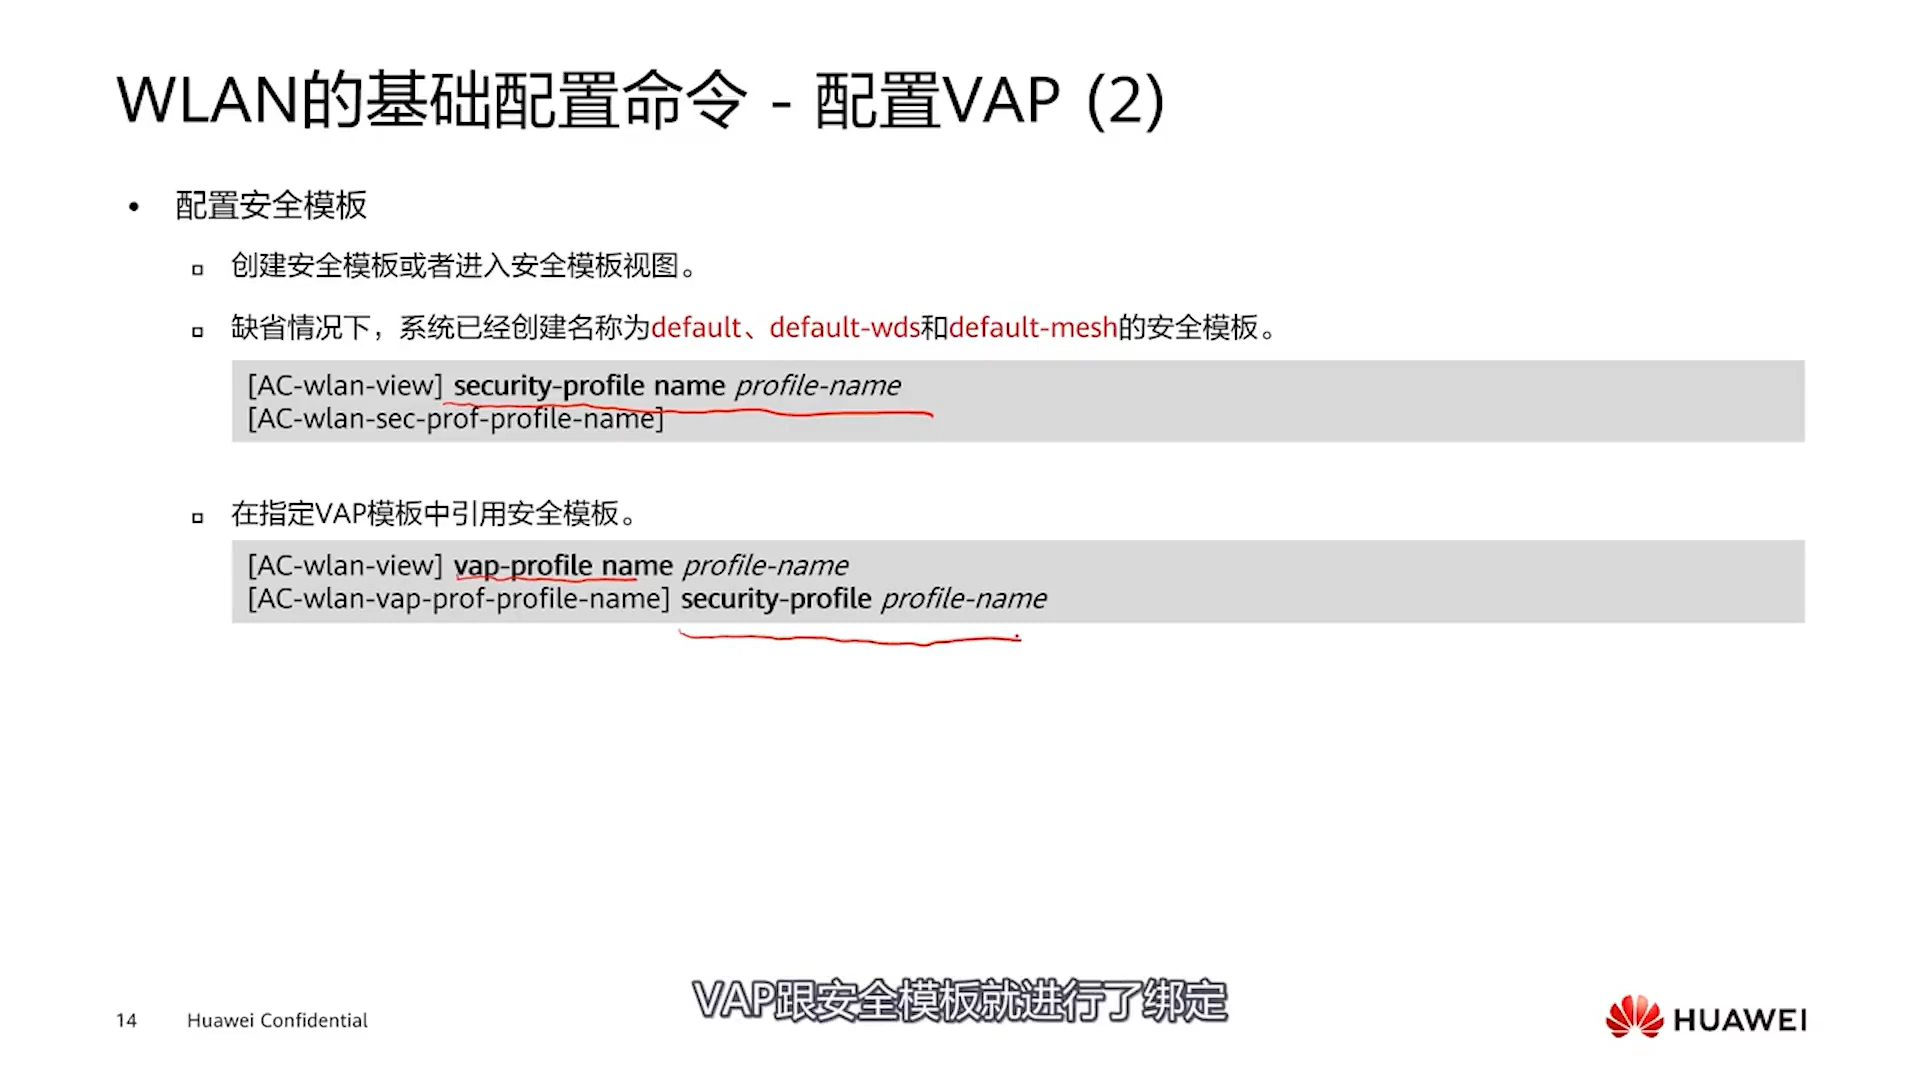 WLAN的基础配置命令 - 配置VAP (2)
• 配置安全模板
创建安全模板或者进入安全模板视图。
缺省情况下，系统已经创建名称为default、default-wds和default-mesh的安全模板。
[AC-wlan-view] security-profile name profile-name
[AC-wlan-sec-prof-profile-name]
在指定VAP模板中引用安全模板。
[AC-wlan-view] vap-profile name profile-name
[AC-wlan-vap-prof-profile-name] security-profile profile-name
VAP跟安全模板就进行了绑定
14 Huawei Confidential
HUAWEI